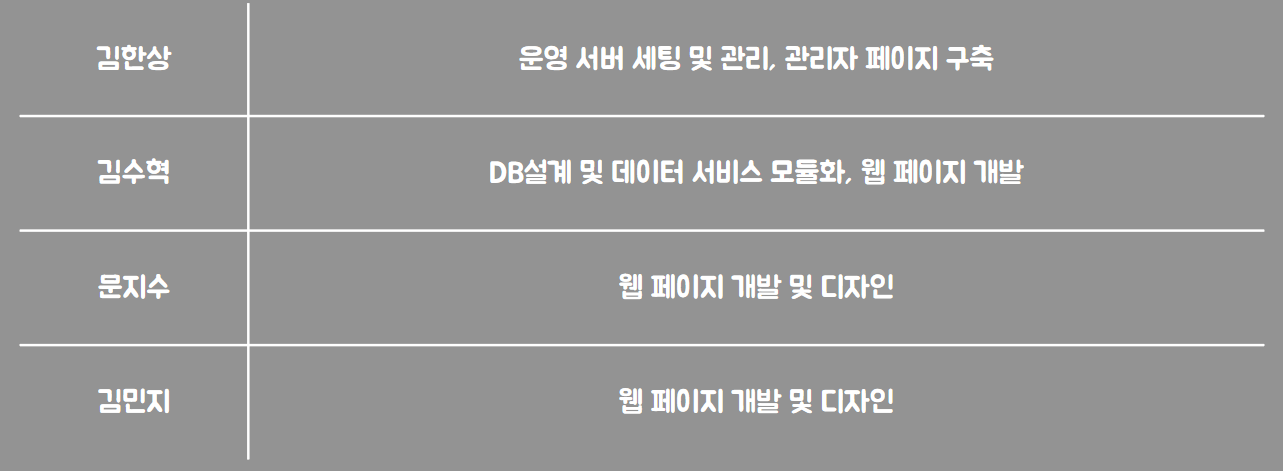 김한상 운영 서버 세팅 및 관리, 관리자 페이지 구축
김수혁 DB설계 및 데이터 서비스 모듈화, 웹 페이지 개발
문지수 웹 페이지 개발 및 디자인
김민지 웹 페이지 개발 및 디자인